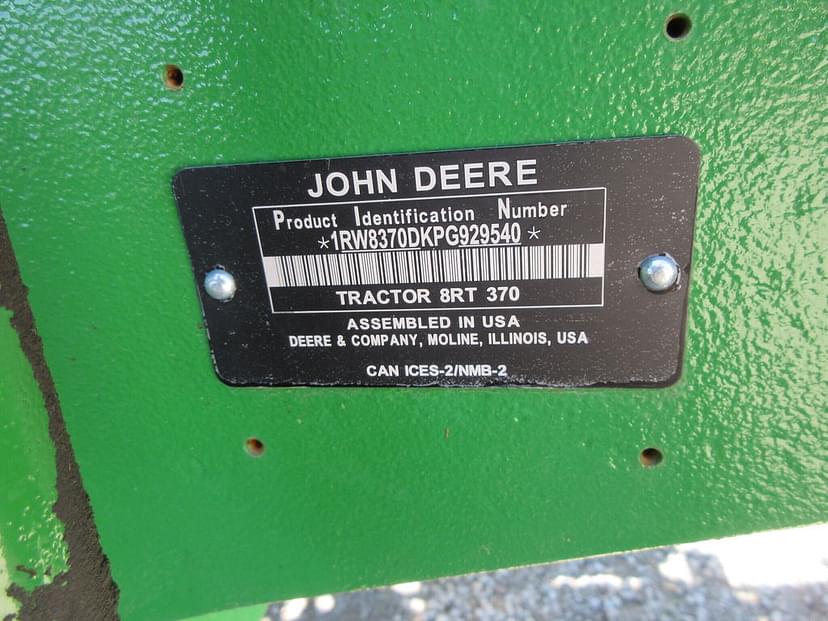 JOHN DEERE
Product Identification Number
*1RW8370DKPG929540*
TRACTOR 8RT 370
ASSEMBLED IN USA
DEERE & COMPANY, MOLINE, ILLINOIS, USA
CAN ICES-2/NMB-2